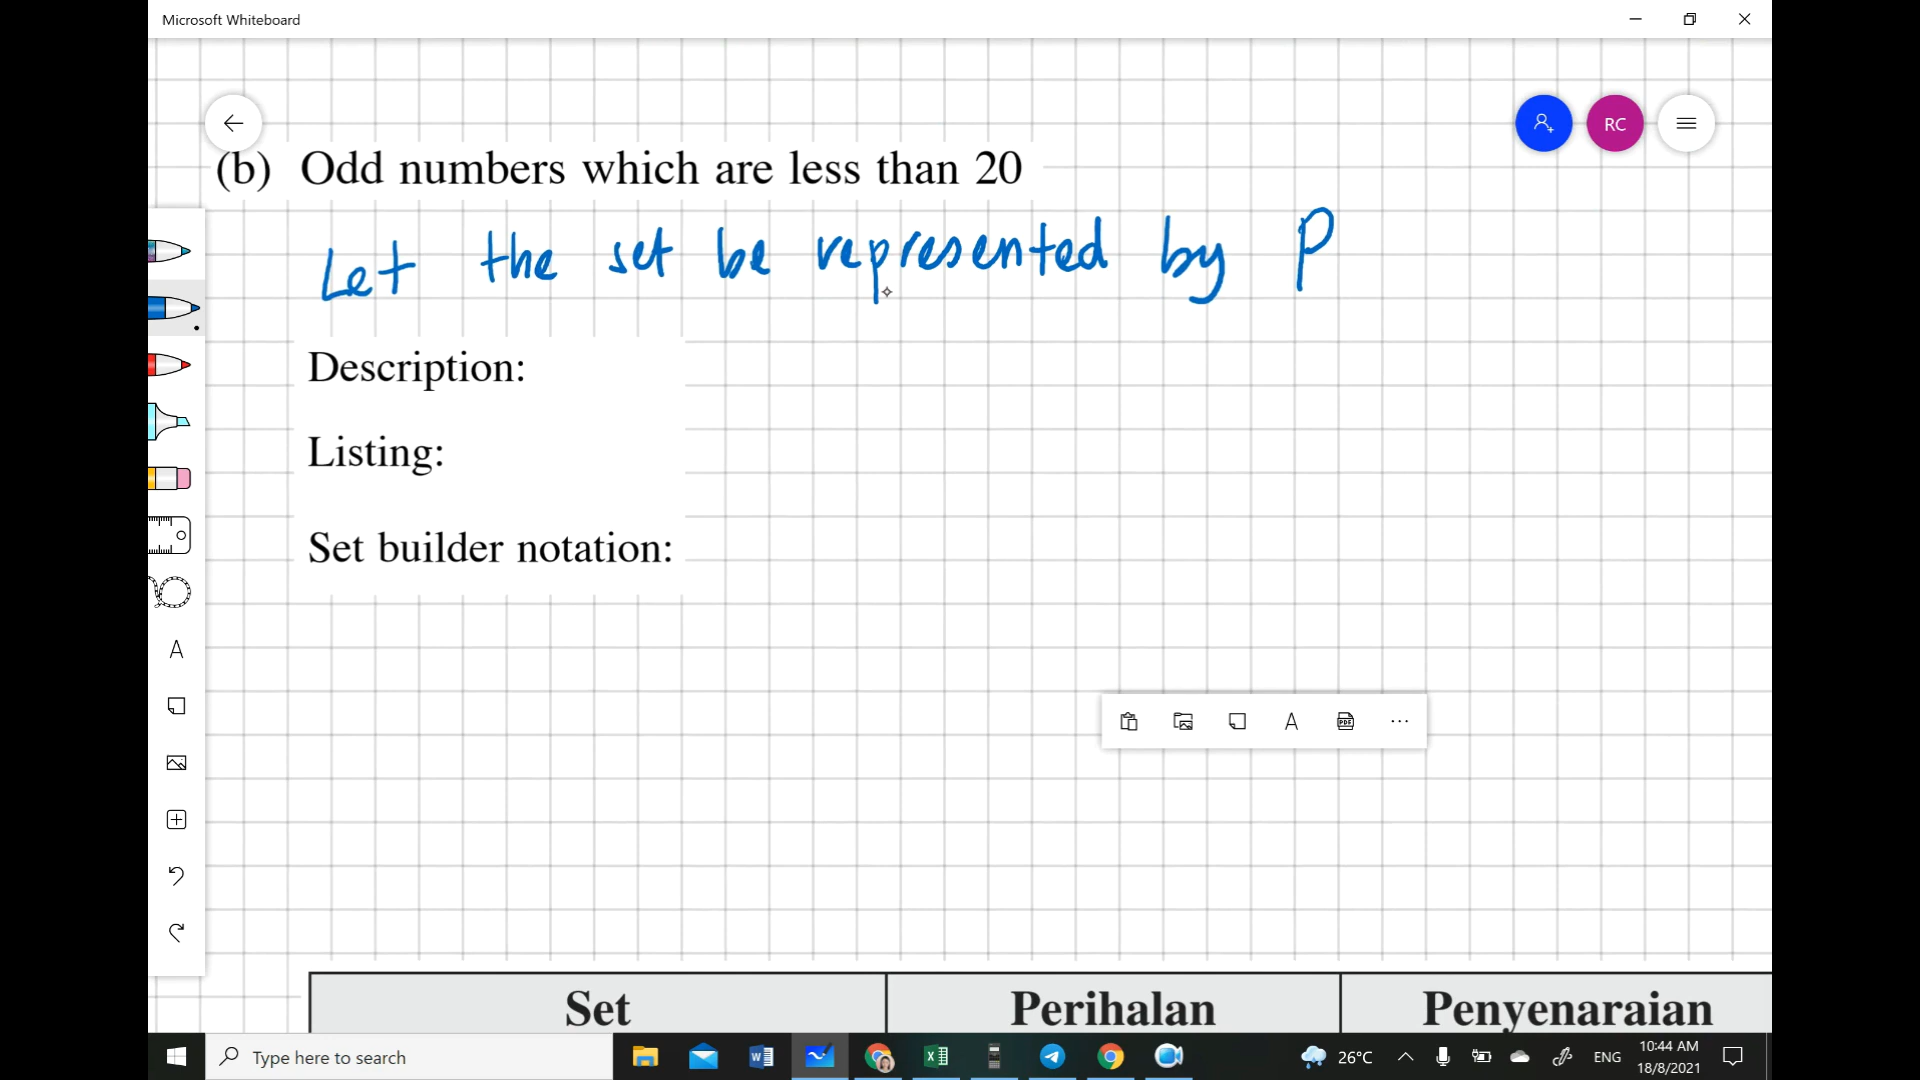 Microsoft Whiteboard
RC
(b) Odd numbers which are less than 20
Let the set be represented by P
Description:
Listing:
Set builder notation:
A
A
PDF
Set Perihalan Penyenaraian
Type here to search
26°C
ENG
10:44 AM
18/8/2021